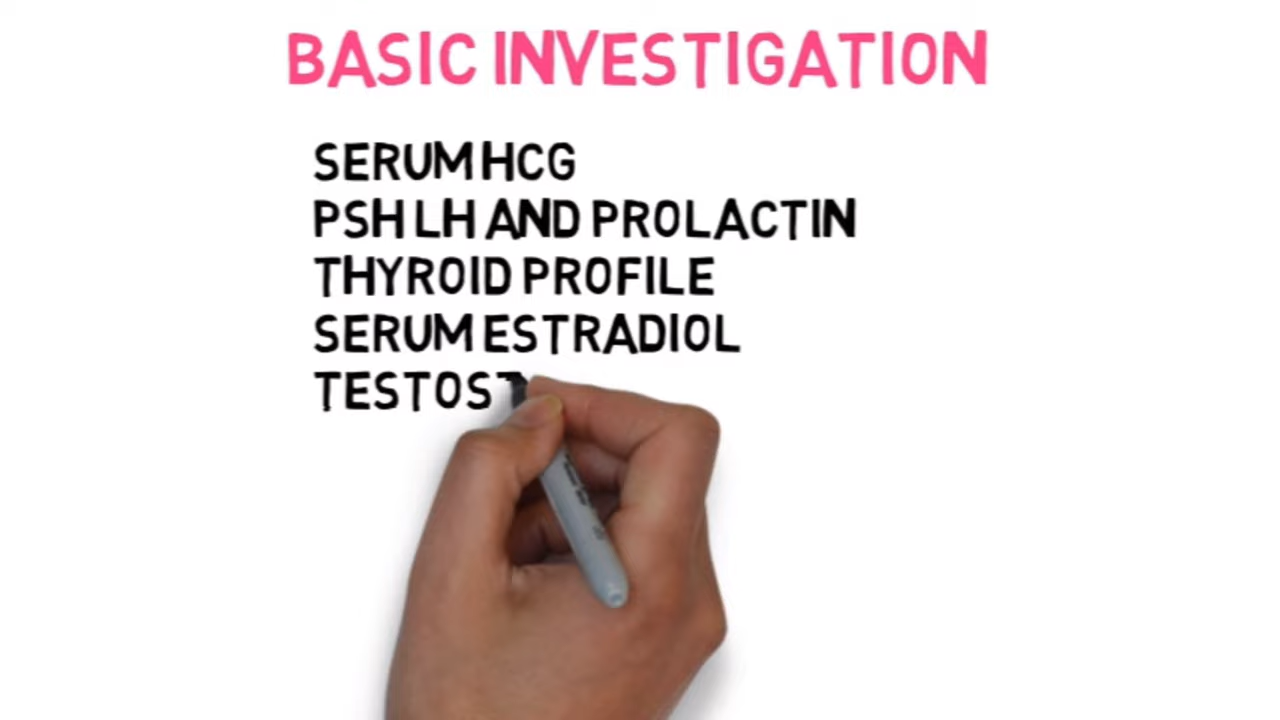 BASIC INVESTIGATION
SERUM HCG
PSH LH AND PROLACTIN
THYROID PROFILE
SERUM ESTRADIOL
TESTOST